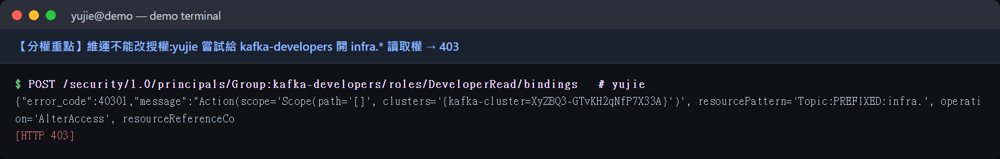 yujie@demo — demo terminal
【分權重點】維運不能改授權:yujie 嘗試給 kafka-developers 開 infra.* 讀取權 → 403
$ POST /security/1.0/principals/Group:kafka-developers/roles/DeveloperRead/bindings   # yujie
{"error_code":40301,"message":"Action(scope='Scope(path='[]', clusters='{kafka-cluster=XyZBQ3-GTvKH2qNfP7X33A}')', resourcePattern='Topic:PREFIXED:infra.', operati
on='AlterAccess', resourceReferenceCo
[HTTP 403]